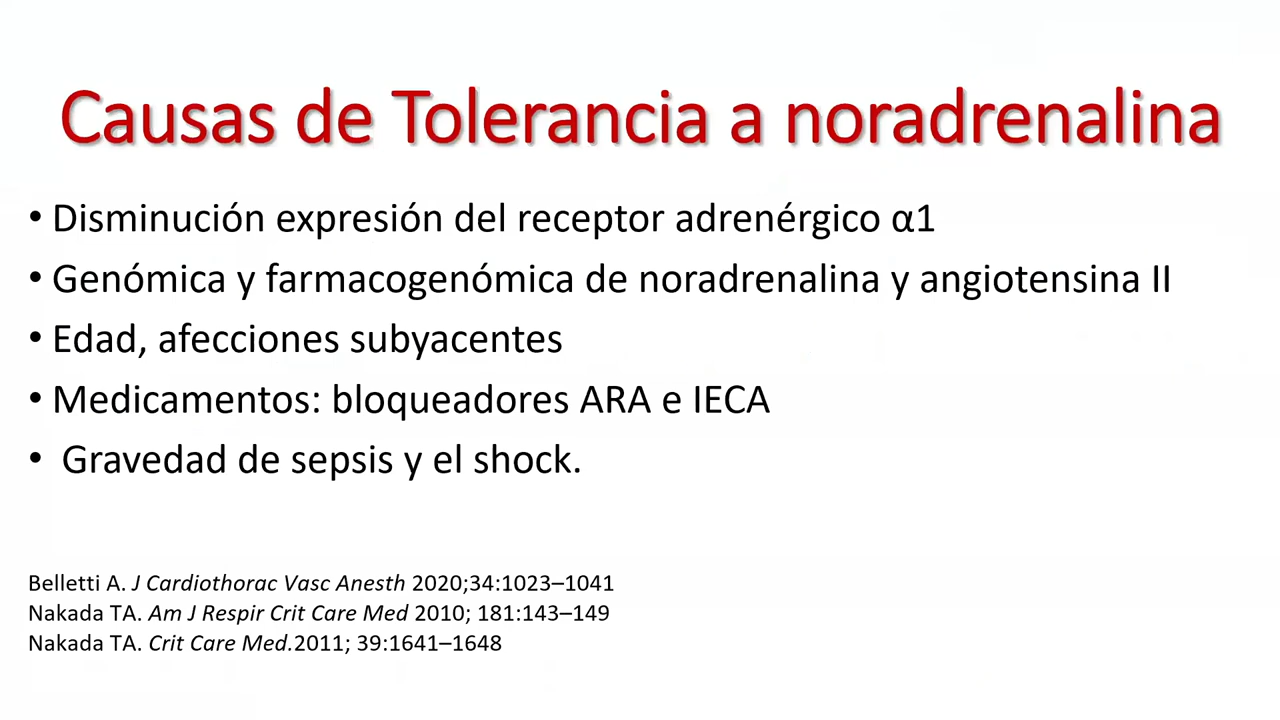 Causas de Tolerancia a noradrenalina
• Disminución expresión del receptor adrenérgico α1
• Genómica y farmacogenómica de noradrenalina y angiotensina II
• Edad, afecciones subyacentes
• Medicamentos: bloqueadores ARA e IECA
• Gravedad de sepsis y el shock.
Belletti A. J Cardiothorac Vasc Anesth 2020;34:1023–1041
Nakada TA. Am J Respir Crit Care Med 2010; 181:143–149
Nakada TA. Crit Care Med.2011; 39:1641–1648